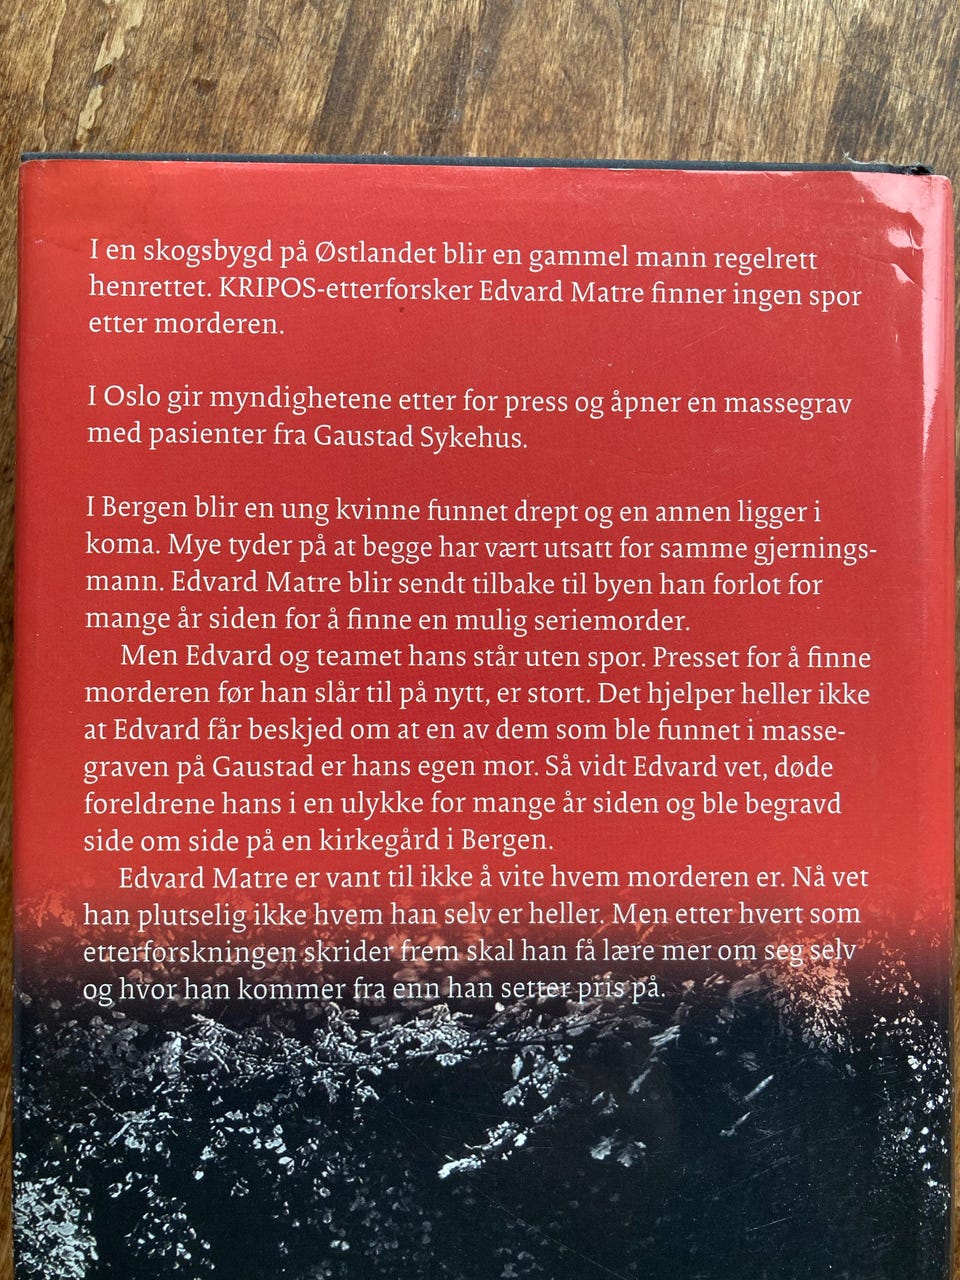 I en skogsbygd på Østlandet blir en gammel mann regelrett
henrettet. KRIPOS-etterforsker Edvard Matre finner ingen spor
etter morderen.
I Oslo gir myndighetene etter for press og åpner en massegrav
med pasienter fra Gaustad Sykehus.
I Bergen blir en ung kvinne funnet drept og en annen ligger i
koma. Mye tyder på at begge har vært utsatt for samme gjernings-
mann. Edvard Matre blir sendt tilbake til byen han forlot for
mange år siden for å finne en mulig seriemorder.
Men Edvard og teamet hans står uten spor. Presset for å finne
morderen før han slår til på nytt, er stort. Det hjelper heller ikke
at Edvard får beskjed om at en av dem som ble funnet i masse-
graven på Gaustad er hans egen mor. Så vidt Edvard vet, døde
foreldrene hans i en ulykke for mange år siden og ble begravd
side om side på en kirkegård i Bergen.
Edvard Matre er vant til ikke å vite hvem morderen er. Nå vet
han plutselig ikke hvem han selv er heller. Men etter hvert som
etterforskningen skrider frem skal han få lære mer om seg selv
og hvor han kommer fra enn han setter pris på.